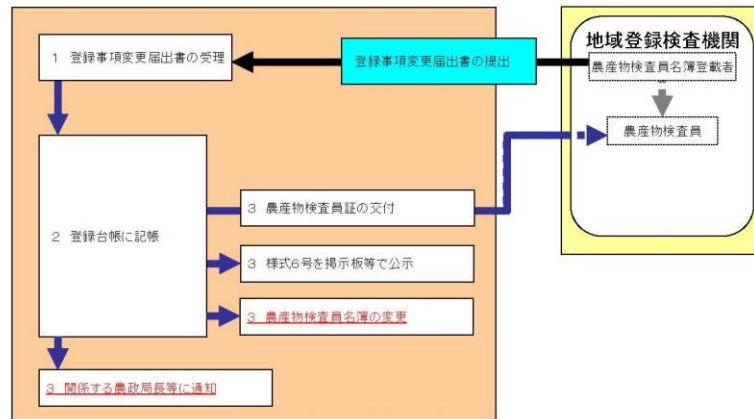 地域登録検査機関
1 登録事項変更届出書の受理
登録事項変更届出書の提出
農産物検査員名簿登載者
農産物検査員
2 登録台帳に記帳
3 農産物検査員証の交付
3 様式6号を掲示板等で公示
3 農産物検査員名簿の変更
3 関係する農政局長等に通知